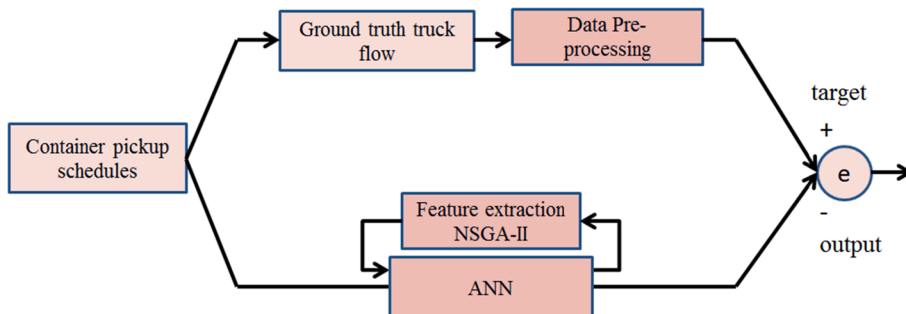 Ground truth truck
flow
Data Pre-
processing
target
+
Container pickup
schedules
e
Feature extraction
NSGA-II
-
output
ANN